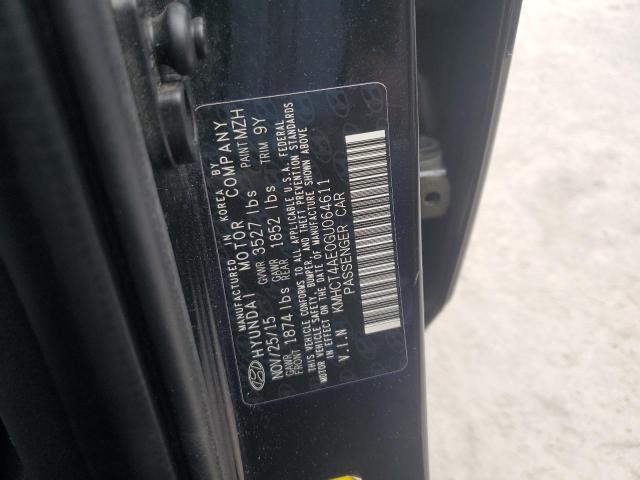 MANUFACTURED IN KOREA BY
HYUNDAI MOTOR COMPANY
NOV/25/15 GVWR 3527 lbs PAINT MZH
GAWR FRONT 1874 lbs GAWR REAR 1852 lbs TRIM 9Y
THIS VEHICLE CONFORMS TO ALL APPLICABLE U.S.A. FEDERAL
MOTOR VEHICLE SAFETY, BUMPER, AND THEFT PREVENTION STANDARDS
IN EFFECT ON THE DATE OF MANUFACTURE SHOWN ABOVE
V.I.N KMHCT4AE0GU064611
PASSENGER CAR